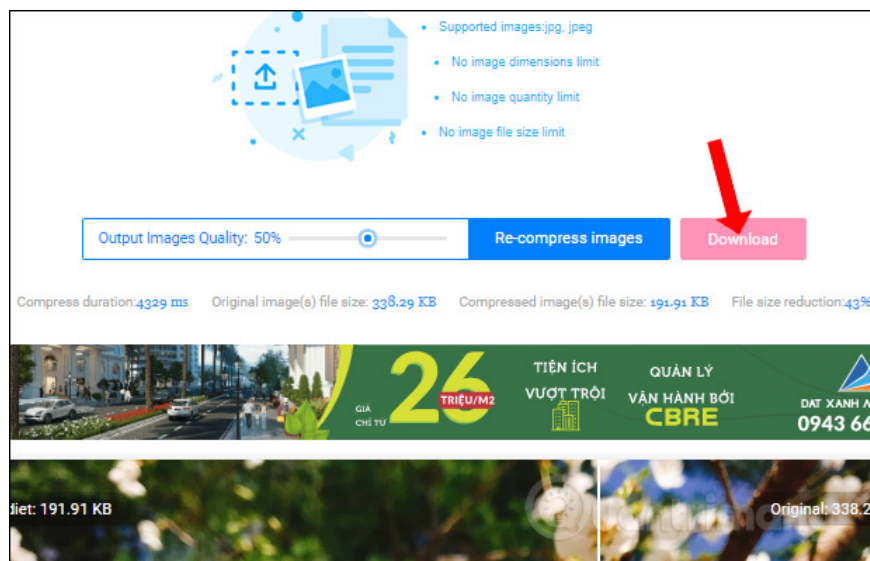 Supported images:jpg, jpeg
No image dimensions limit
No image quantity limit
No image file size limit
Output Images Quality: 50%
Re-compress images
Download
Compress duration:4329 ms Original image(s) file size: 338.29 KB Compressed image(s) file size: 191.91 KB File size reduction:43%
GIÁ
CHỈ TỪ
26
TRIỆU/M2
TIỆN ÍCH
VƯỢT TRỘI
QUẢN LÝ
VẬN HÀNH BỞI
CBRE
DAT XANH
0943 66
diet: 191.91 KB
Original: 338.2
Quantrimang